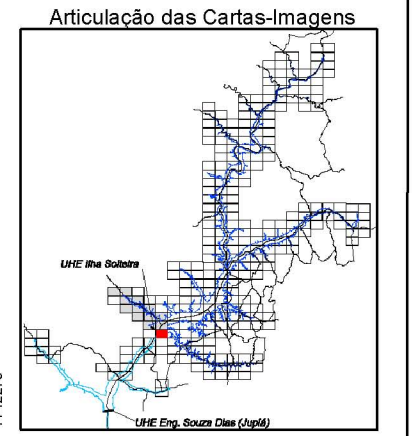 Articulação das Cartas-Imagens
UHE Ilha Solteira
UHE Eng. Souza Dias (Jupiá)